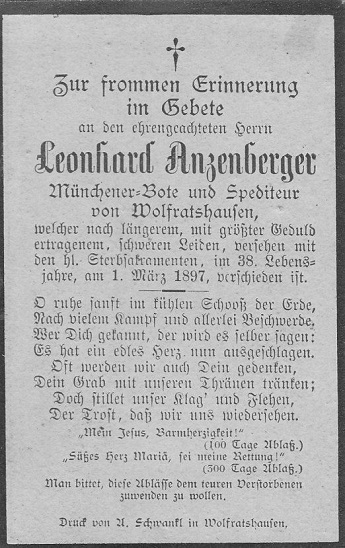 Zur frommen Erinnerung
im Gebete
an den ehrengeachteten Herrn
Leonhard Anzenberger
Münchener-Bote und Spediteur
von Wolfratshausen,
welcher nach längerem, mit größter Geduld
ertragenem, schweren Leiden, versehen mit
den hl. Sterbsakramenten, im 38. Lebens-
jahre, am 1. März 1897, verschieden ist.
O ruhe sanft im kühlen Schooß der Erde,
Nach vielem Kampf und allerlei Beschwerde.
Wer Dich gekannt, der wird es selber sagen:
Es hat ein edles Herz nun ausgeschlagen.
Oft werden wir auch Dein gedenken,
Dein Grab mit unseren Thränen tränken;
Doch stillet unser Klag' und Flehen,
Der Trost, daß wir uns wiedersehen.
„Mein Jesus, Barmherzigkeit!"
(100 Tage Ablaß.)
„Süßes Herz Mariä, sei meine Rettung!"
(300 Tage Ablaß.)
Man bittet, diese Ablässe dem teuren Verstorbenen
zuwenden zu wollen.
Druck von A. Schwankl in Wolfratshausen.